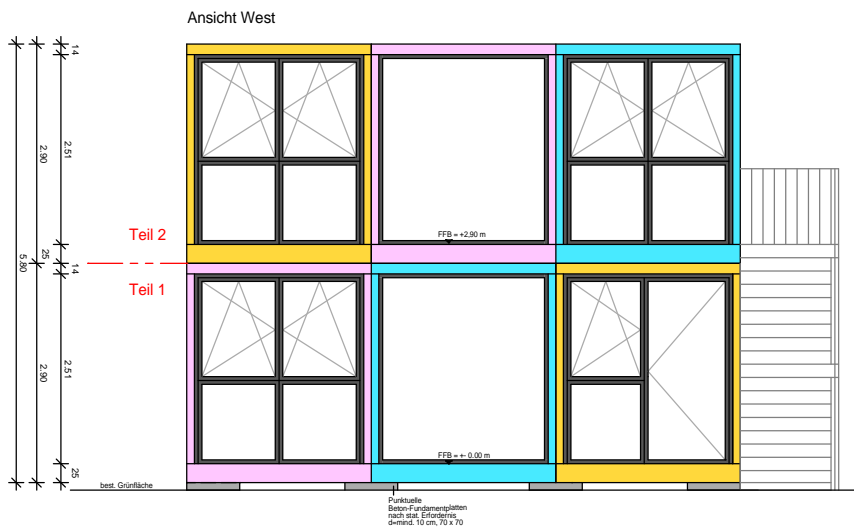 Ansicht West
14
2.51
2.90
FFB = +2,90 m
Teil 2
25
5.80
14
Teil 1
2.51
2.90
FFB = +- 0.00 m
25
best. Grünfläche
Punktuelle
Beton-Fundamentplatten
nach stat. Erfordernis
d=mind. 10 cm, 70 x 70